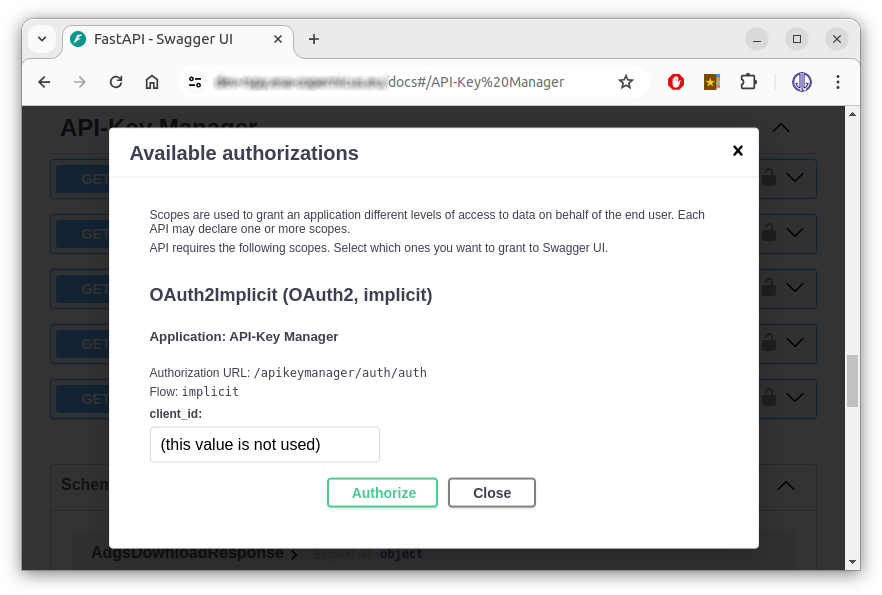 FastAPI - Swagger UI
docs#/API-Key%20Manager
API-Key Manager
Available authorizations
GET
Scopes are used to grant an application different levels of access to data on behalf of the end user. Each
API may declare one or more scopes.
GET
API requires the following scopes. Select which ones you want to grant to Swagger UI.
GET
OAuth2Implicit (OAuth2, implicit)
GET
Application: API-Key Manager
Authorization URL: /apikeymanager/auth/auth
Flow: implicit
GET
client_id:
(this value is not used)
Authorize
Close
AdgsDownloadResponse
Expand all
object